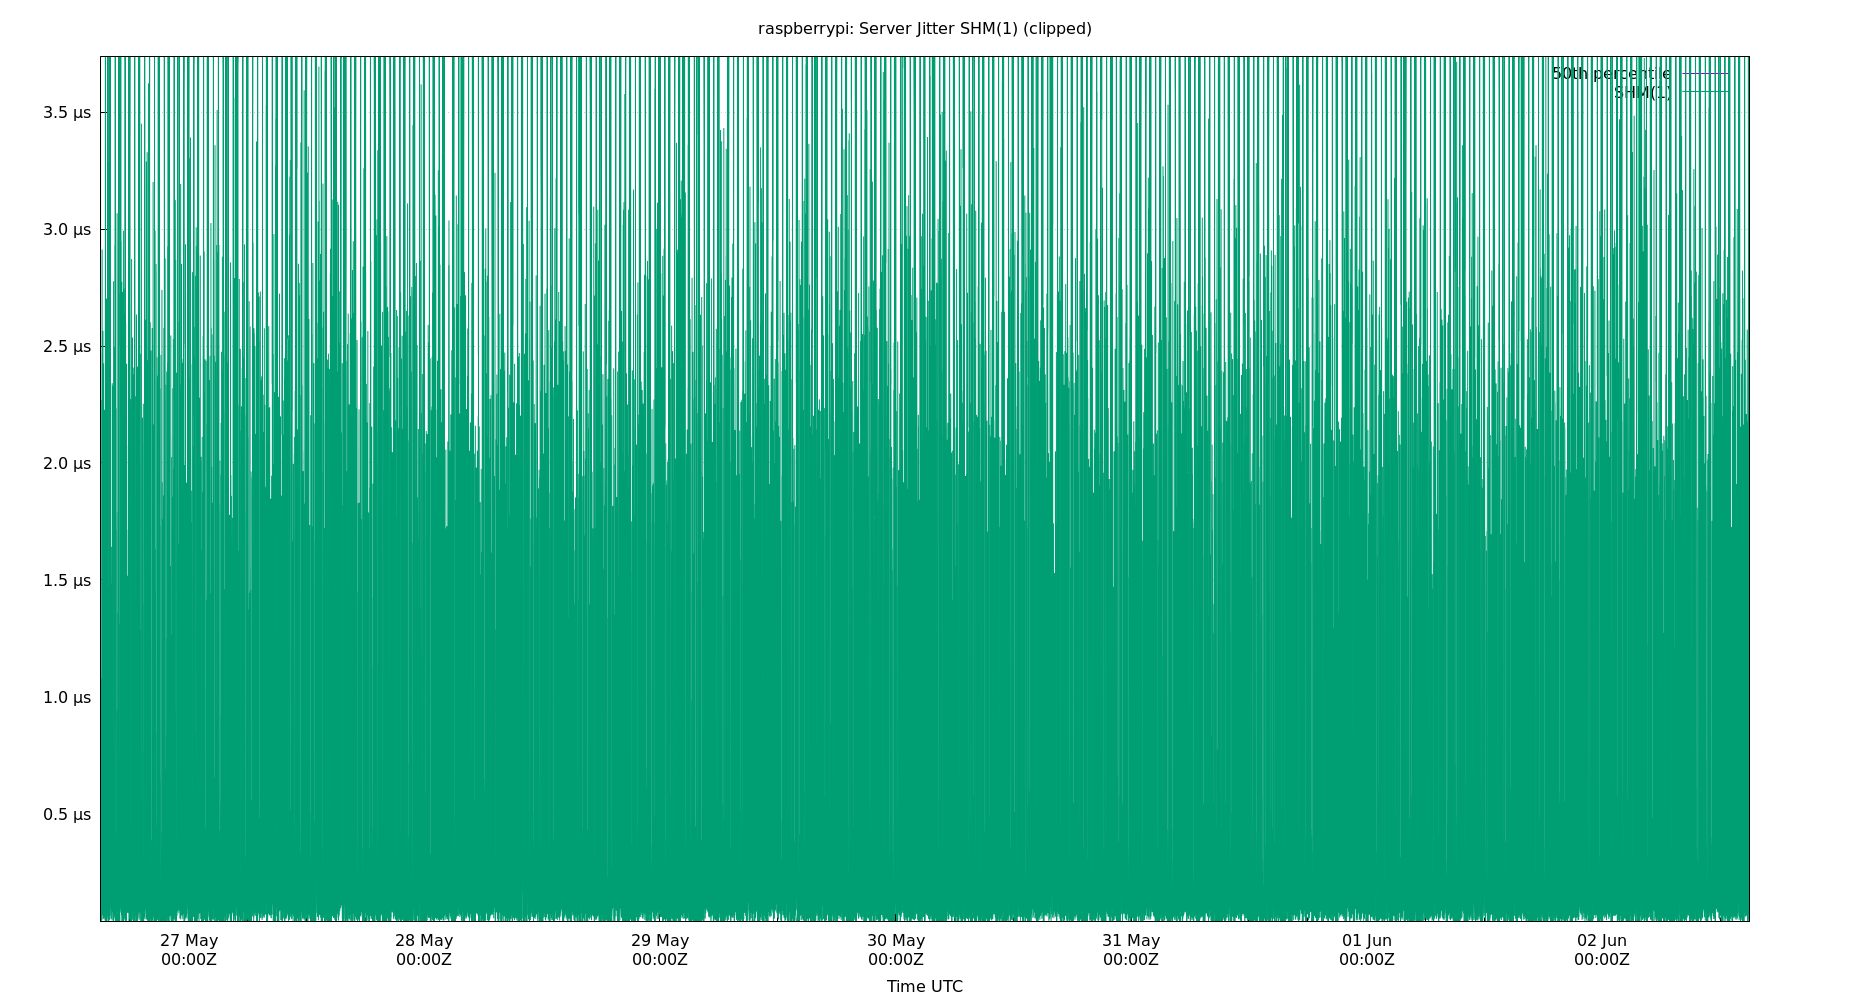 raspberrypi: Server Jitter SHM(1) (clipped)
50th percentile
SHM(1)
3.5 µs
3.0 µs
2.5 µs
2.0 µs
1.5 µs
1.0 µs
0.5 µs
27 May 28 May 29 May 30 May 31 May 01 Jun 02 Jun
00:00Z 00:00Z 00:00Z 00:00Z 00:00Z 00:00Z 00:00Z
Time UTC